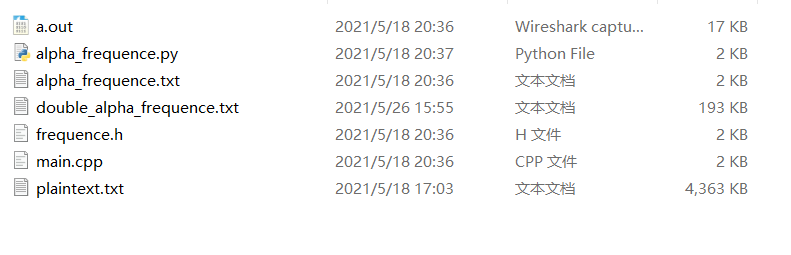 a.out 2021/5/18 20:36 Wireshark captu... 17 KB
alpha_frequence.py 2021/5/18 20:37 Python File 2 KB
alpha_frequence.txt 2021/5/18 20:36 文本文档 2 KB
double_alpha_frequence.txt 2021/5/26 15:55 文本文档 193 KB
frequence.h 2021/5/18 20:36 H 文件 2 KB
main.cpp 2021/5/18 20:36 CPP 文件 2 KB
plaintext.txt 2021/5/18 17:03 文本文档 4,363 KB